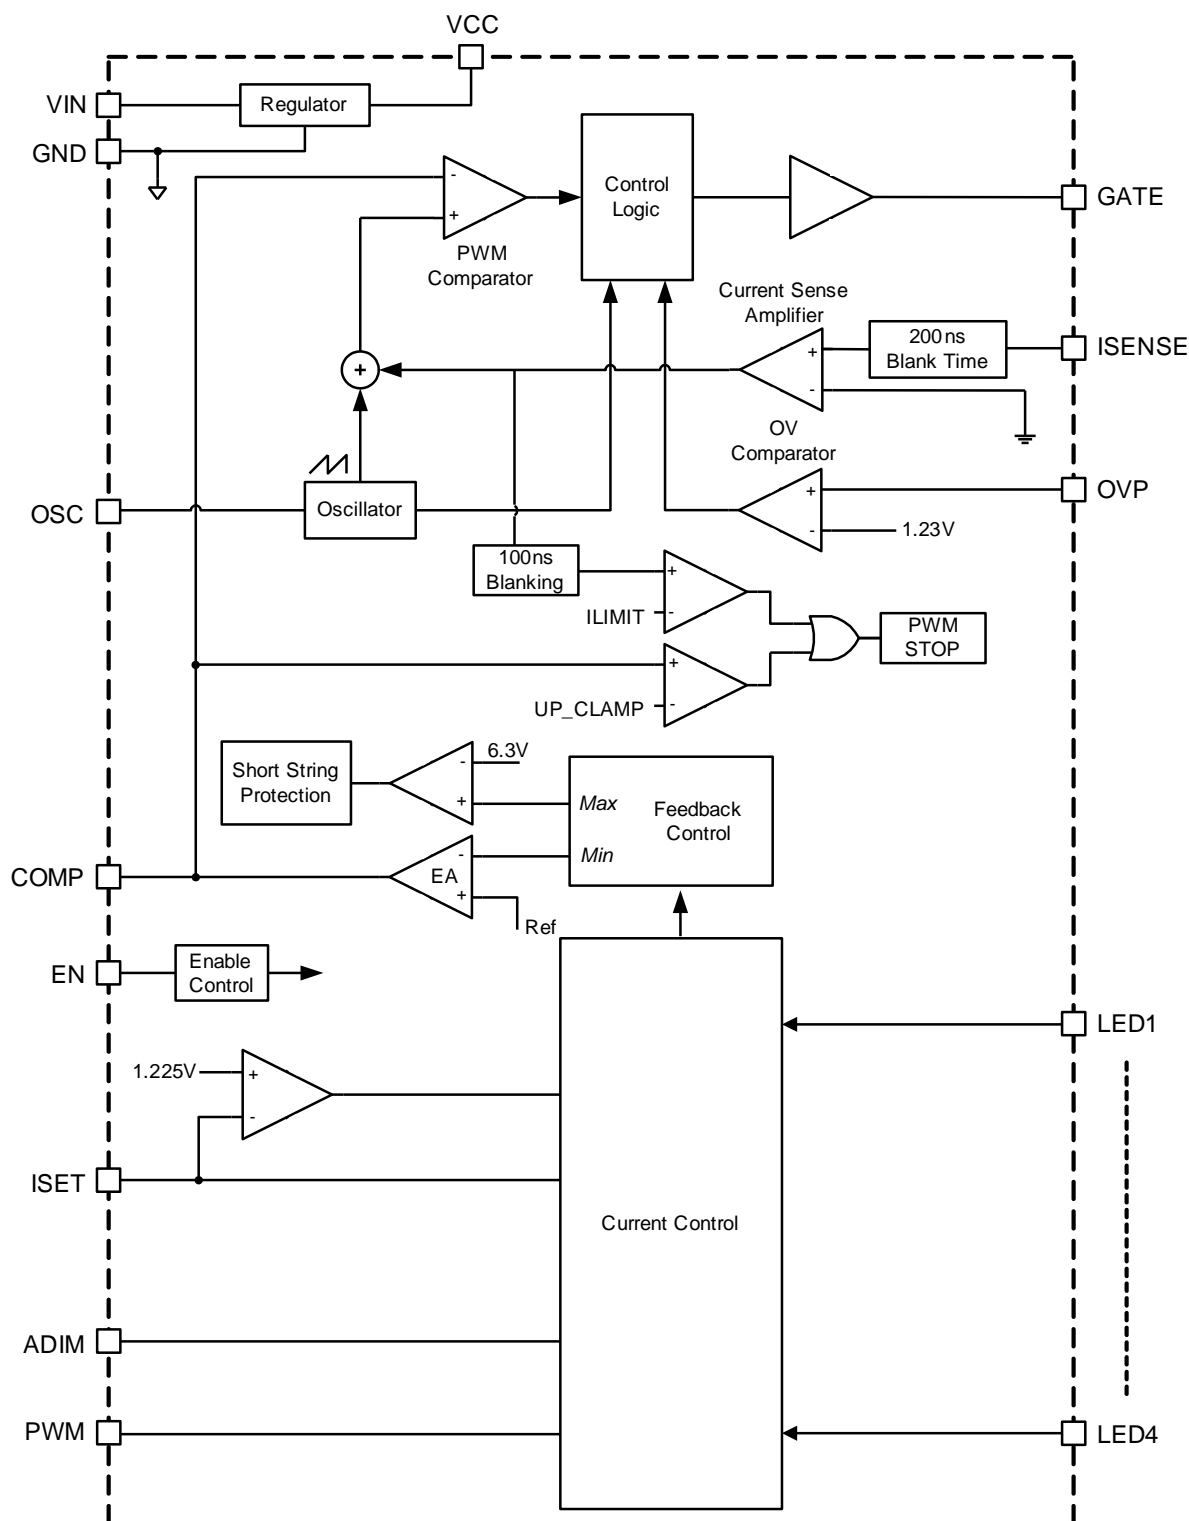 VCC
VIN
Regulator
GND
-
+
PWM
Comparator
Control
Logic
GATE
Current Sense
Amplifier
+
-
200ns
Blank Time
ISENSE
+
OV
Comparator
+
-
1.23V
OVP
OSC
Oscillator
100ns
Blanking
+
-
ILIMIT
PWM
STOP
+
-
UP_CLAMP
Short String
Protection
-
+
6.3V
Max
Min
Feedback
Control
COMP
EA
-
+
Ref
EN
Enable
Control
LED1
1.225V
+
-
ISET
Current Control
ADIM
PWM
LED4